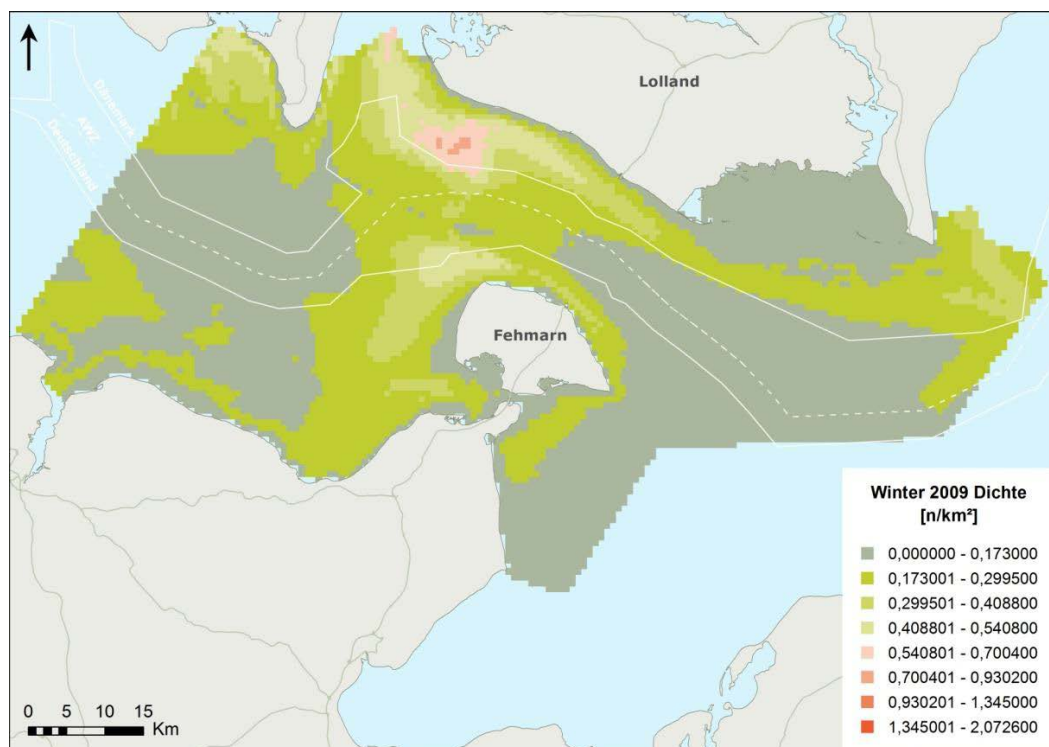 Lolland
Dänemark
AWZ
Deutschland
Fehmarn
Winter 2009 Dichte
[n/km²]
0,000000 - 0,173000
0,173001 - 0,299500
0,299501 - 0,408800
0,408801 - 0,540800
0,540801 - 0,700400
0,700401 - 0,930200
0,930201 - 1,345000
1,345001 - 2,072600
0 5 10 15
Km